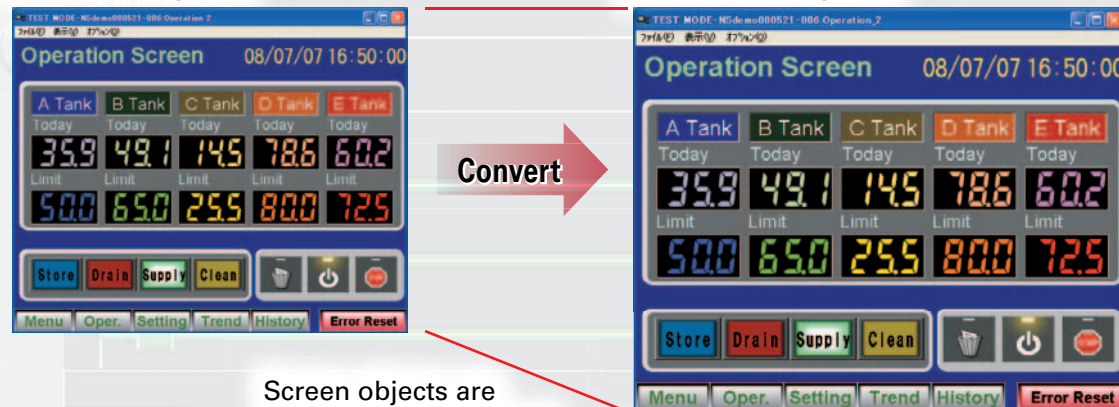 TEST MODE-NSdemo080521-006:Operation_2
ファイル(F) 表示(V) オプション(O)
Operation Screen 08/07/07 16:50:00
A Tank B Tank C Tank D Tank E Tank
Today Today Today Today Today
35.9 49.1 14.5 78.6 60.2
Limit Limit Limit Limit Limit
50.0 65.0 25.5 80.0 72.5
Store Drain Supply Clean
Menu Oper. Setting Trend History Error Reset
Convert
TEST MODE-NSdemo080521-006:Operation_2
ファイル(F) 表示(V) オプション(O)
Operation Screen 08/07/07 16:50:00
A Tank B Tank C Tank D Tank E Tank
Today Today Today Today Today
35.9 49.1 14.5 78.6 60.2
Limit Limit Limit Limit Limit
50.0 65.0 25.5 80.0 72.5
Store Drain Supply Clean
Menu Oper. Setting Trend History Error Reset
Screen objects are